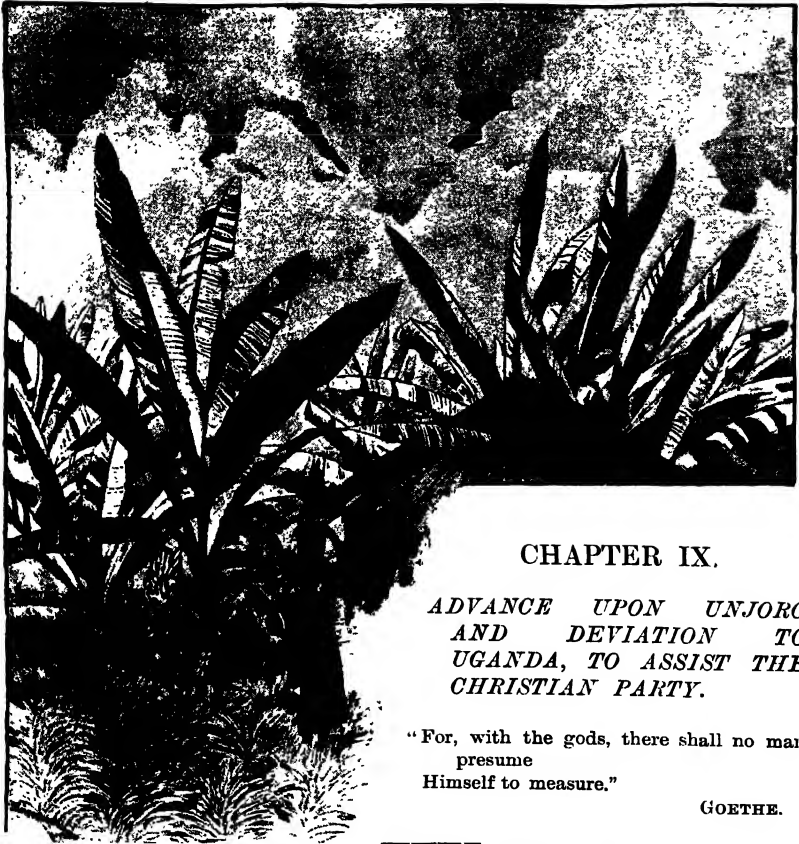 CHAPTER IX.
ADVANCE UPON UNJORO
AND DEVIATION TO
UGANDA, TO ASSIST THE
CHRISTIAN PARTY.
“For, with the gods, there shall no man
presume
Himself to measure.”
GOETHE.